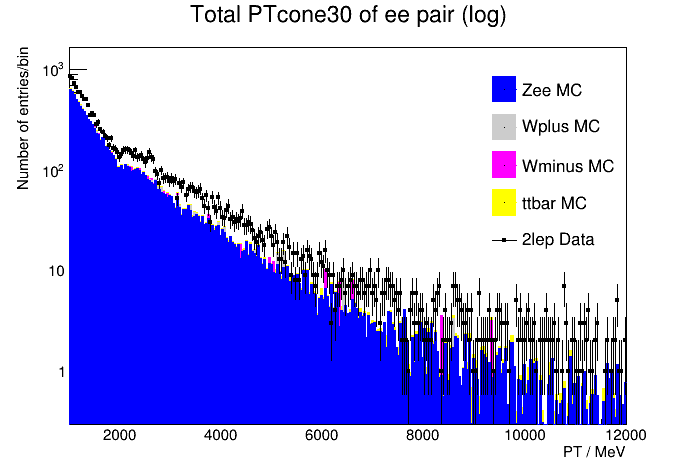 Total PTcone30 of ee pair (log)
Number of entries/bin
10³
10²
10
1
Zee MC
Wplus MC
Wminus MC
ttbar MC
2lep Data
2000 4000 6000 8000 10000 12000
PT / MeV